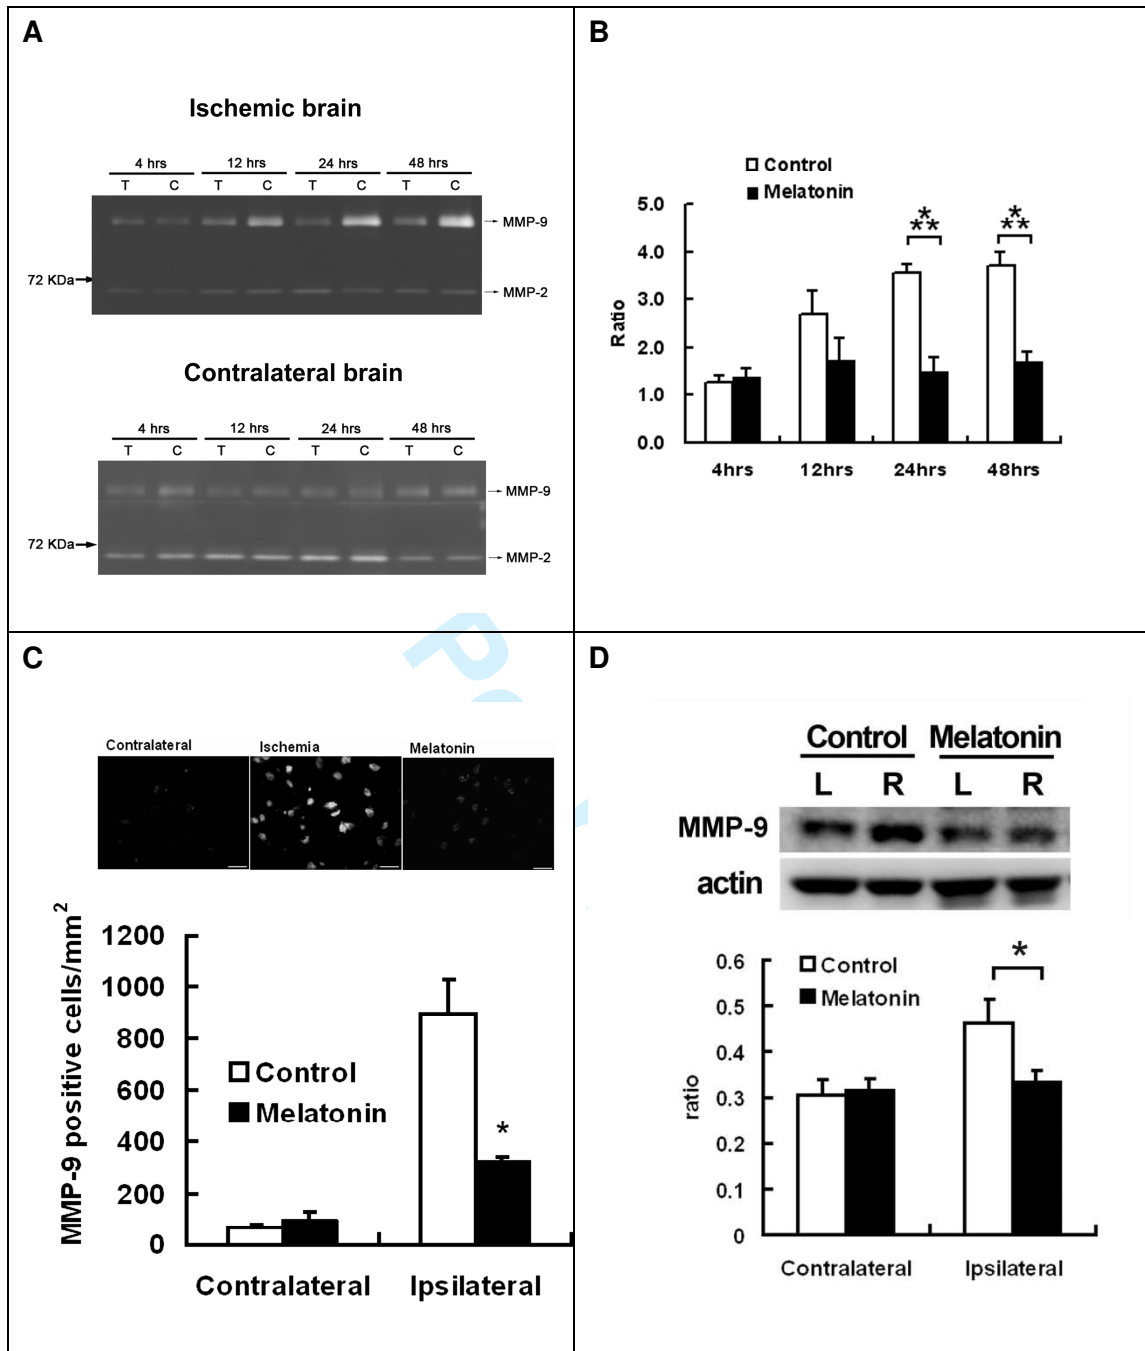 A
Ischemic brain
4 hrs 12 hrs 24 hrs 48 hrs
T C T C T C T C
MMP-9
72 KDa
MMP-2
Contralateral brain
4 hrs 12 hrs 24 hrs 48 hrs
T C T C T C T C
MMP-9
72 KDa
MMP-2
B
Control
Melatonin
Ratio
5.0
4.0
3.0
2.0
1.0
0.0
*
**
*
**
4hrs 12hrs 24hrs 48hrs
C
Contralateral Ischemia Melatonin
MMP-9 positive cells/mm²
1200
1000
800
600
400
200
0
Control
Melatonin
*
Contralateral Ipsilateral
D
Control Melatonin
L R L R
MMP-9
actin
ratio
0.6
0.5
0.4
0.3
0.2
0.1
0
Control
Melatonin
*
Contralateral Ipsilateral